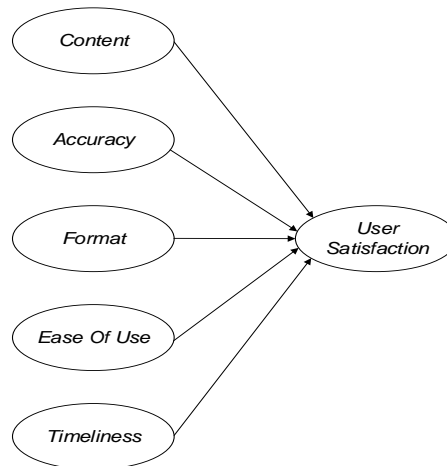 Content
Accuracy
Format
User
Satisfaction
Ease Of Use
Timeliness